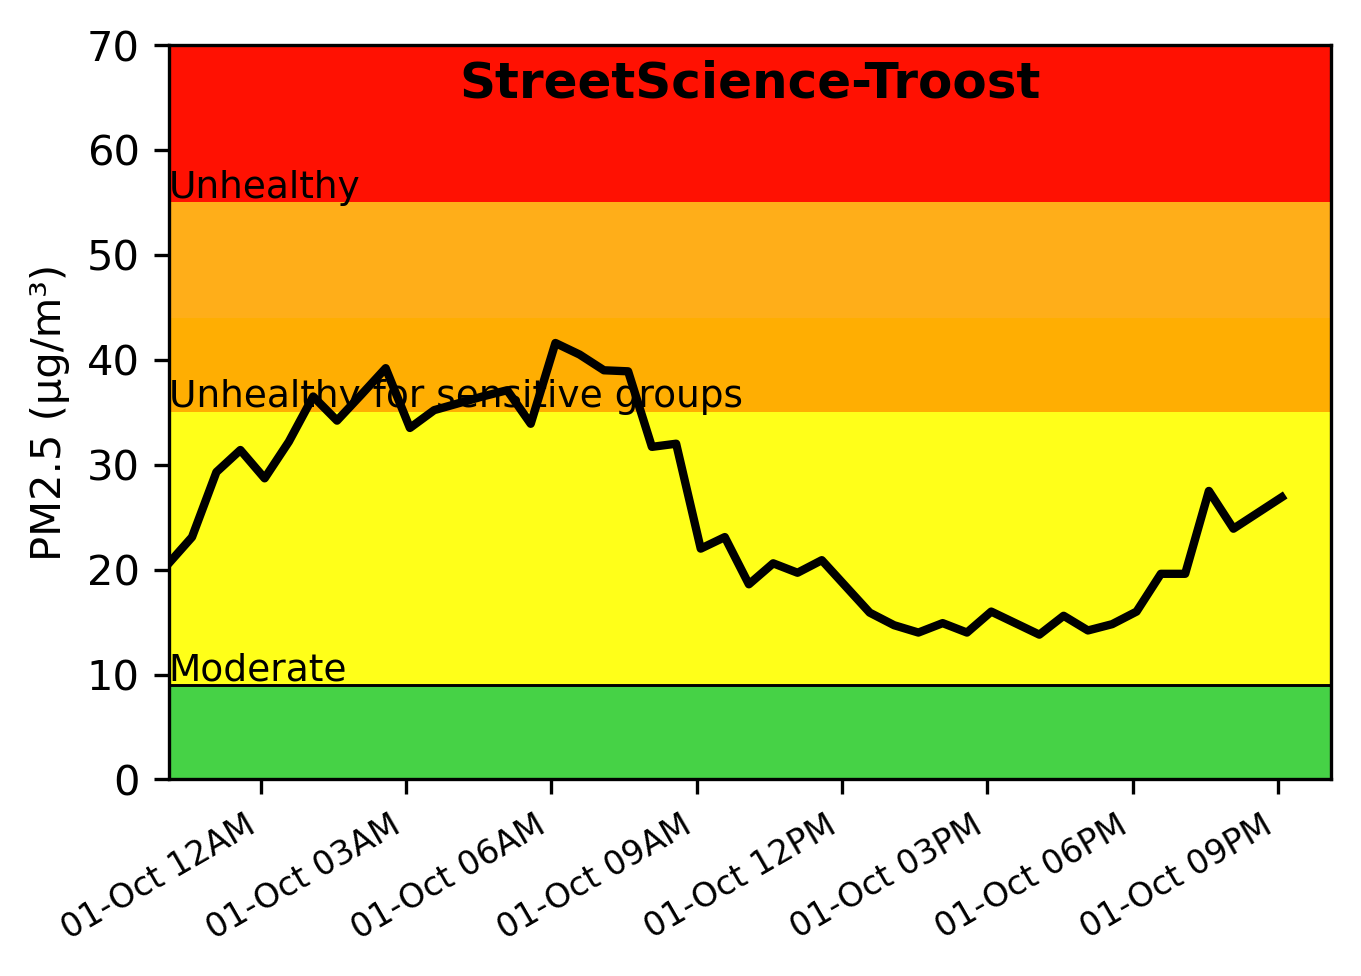 StreetScience-Troost
PM2.5 (µg/m³)
70
60
50
40
30
20
10
0
Unhealthy
Unhealthy for sensitive groups
Moderate
01-Oct 12AM
01-Oct 03AM
01-Oct 06AM
01-Oct 09AM
01-Oct 12PM
01-Oct 03PM
01-Oct 06PM
01-Oct 09PM